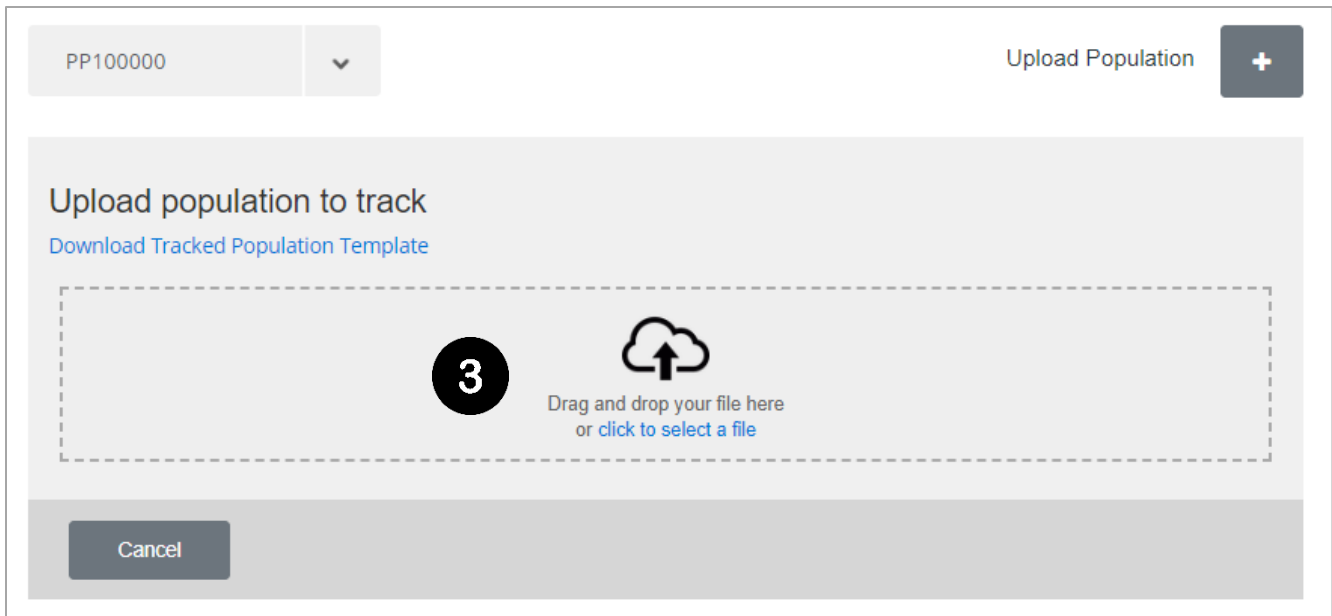 PP100000
Upload Population
Upload population to track
Download Tracked Population Template
3
Drag and drop your file here
or click to select a file
Cancel